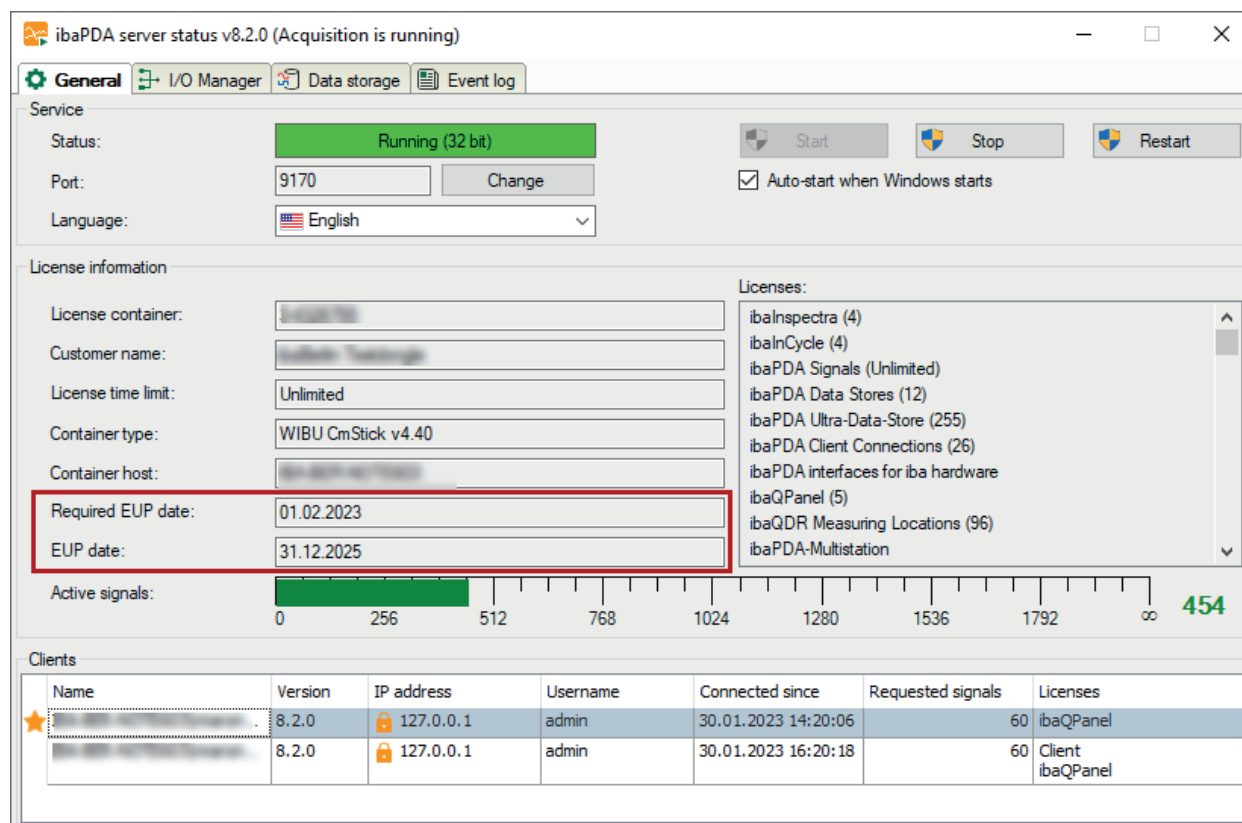 ibaPDA server status v8.2.0 (Acquisition is running)
General I/O Manager Data storage Event log
Service
Status: Running (32 bit) Start Stop Restart
Port: 9170 Change Auto-start when Windows starts
Language: English
License information
Licenses:
License container:
Customer name:
License time limit: Unlimited
Container type: WIBU CmStick v4.40
Container host:
Required EUP date: 01.02.2023
EUP date: 31.12.2025
ibaInspectra (4)
ibaInCycle (4)
ibaPDA Signals (Unlimited)
ibaPDA Data Stores (12)
ibaPDA Ultra-Data-Store (255)
ibaPDA Client Connections (26)
ibaPDA interfaces for iba hardware
ibaQPanel (5)
ibaQDR Measuring Locations (96)
ibaPDA-Multistation
Active signals: 454
0 256 512 768 1024 1280 1536 1792 ∞
Clients
Name Version IP address Username Connected since Requested signals Licenses
8.2.0 127.0.0.1 admin 30.01.2023 14:20:06 60 ibaQPanel
8.2.0 127.0.0.1 admin 30.01.2023 16:20:18 60 Client
ibaQPanel